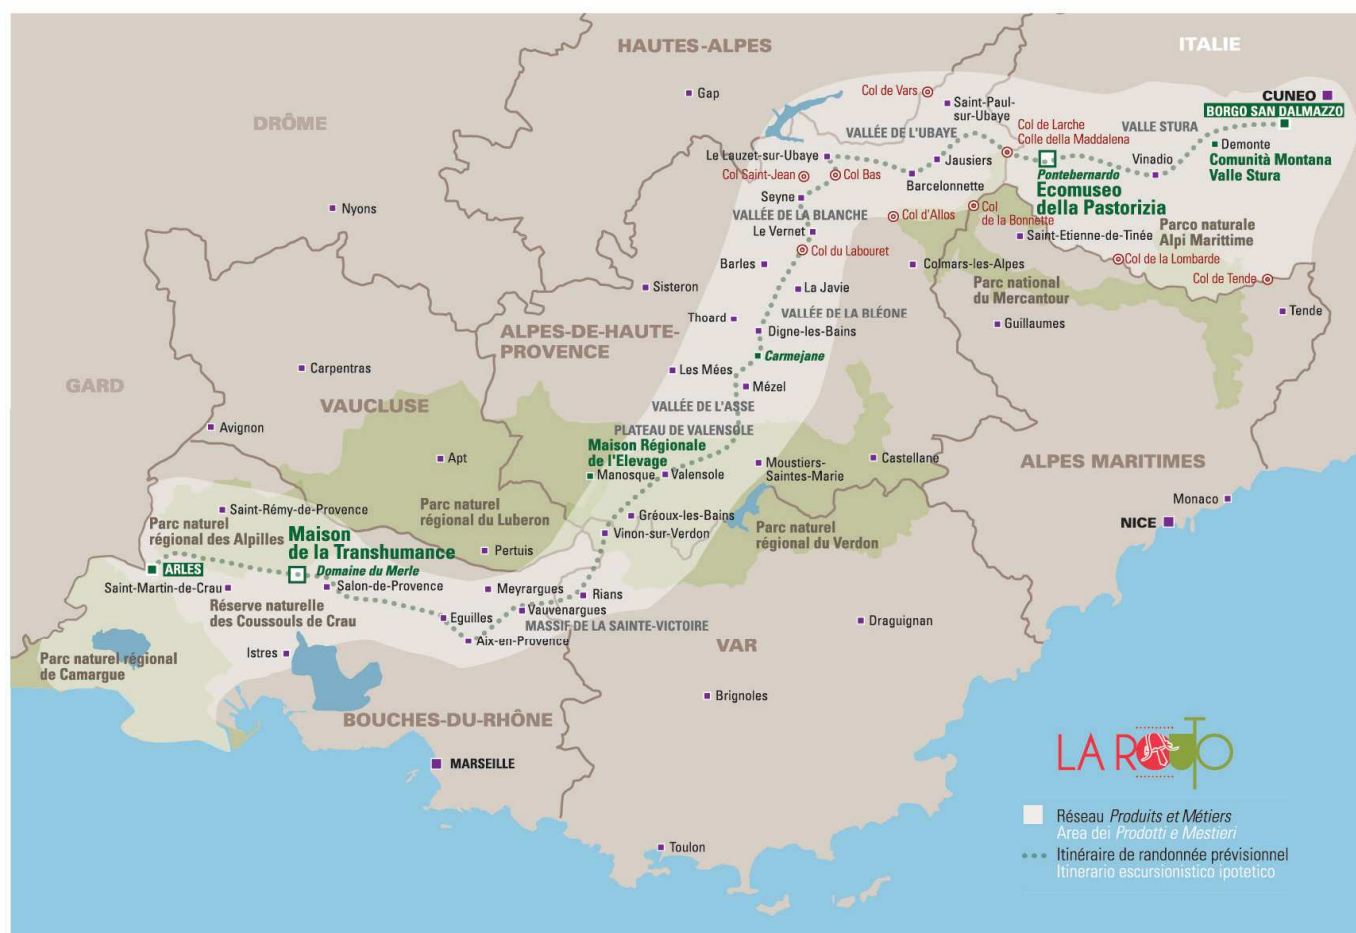 HAUTES-ALPES
ITALIE
Gap
Col de Vars
Saint-Paul-
sur-Ubaye
CUNEO
BORGO SAN DALMAZZO
DRÔME
VALLÉE DE L'UBAYE
Col de Larche
Colle della Maddalena
VALLE STURA
Demonte
Comunità Montana
Valle Stura
Le Lauzet-sur-Ubaye
Jausiers
Vinadio
Col Saint-Jean
Col Bas
Barcelonnette
Pontebernardo
Ecomuseo
della Pastorizia
Seyne
Nyons
VALLÉE DE LA BLANCHE
Col d'Allos
Col
de la Bonnette
Le Vernet
Saint-Etienne-de-Tinée
Parco naturale
Alpi Marittime
Col du Labouret
Barles
Colmars-les-Alpes
Col de la Lombarde
Col de Tende
Sisteron
La Javie
Parc national
du Mercantour
Thoard
VALLÉE DE LA BLÉONE
Guillaumes
Tende
ALPES-DE-HAUTE-
PROVENCE
Digne-les-Bains
Carmejane
Carpentras
Les Mées
Mézel
GARD
VAUCLUSE
VALLÉE DE L'ASSE
Avignon
PLATEAU DE VALENSOLE
Maison Régionale
de l'Elevage
Apt
Manosque
Valensole
Moustiers-
Saintes-Marie
Castellane
ALPES MARITIMES
Monaco
NICE
Saint-Rémy-de-Provence
Parc naturel
régional du Luberon
Gréoux-les-Bains
Parc naturel
régional des Alpilles
Maison
de la Transhumance
Domaine du Merle
Pertuis
Vinon-sur-Verdon
Parc naturel
régional du Verdon
ARLES
Saint-Martin-de-Crau
Salon-de-Provence
Meyrargues
Rians
Réserve naturelle
des Coussouls de Crau
Eguilles
Vauvenargues
MASSIF DE LA SAINTE-VICTOIRE
Draguignan
Aix-en-Provence
VAR
Istres
Parc naturel régional
de Camargue
Brignoles
BOUCHES-DU-RHÔNE
MARSEILLE
LA ROUTO
Toulon
Réseau Produits et Métiers
Area dei Prodotti e Mestieri
Itinéraire de randonnée prévisionnel
Itinerario escursionistico ipotetico